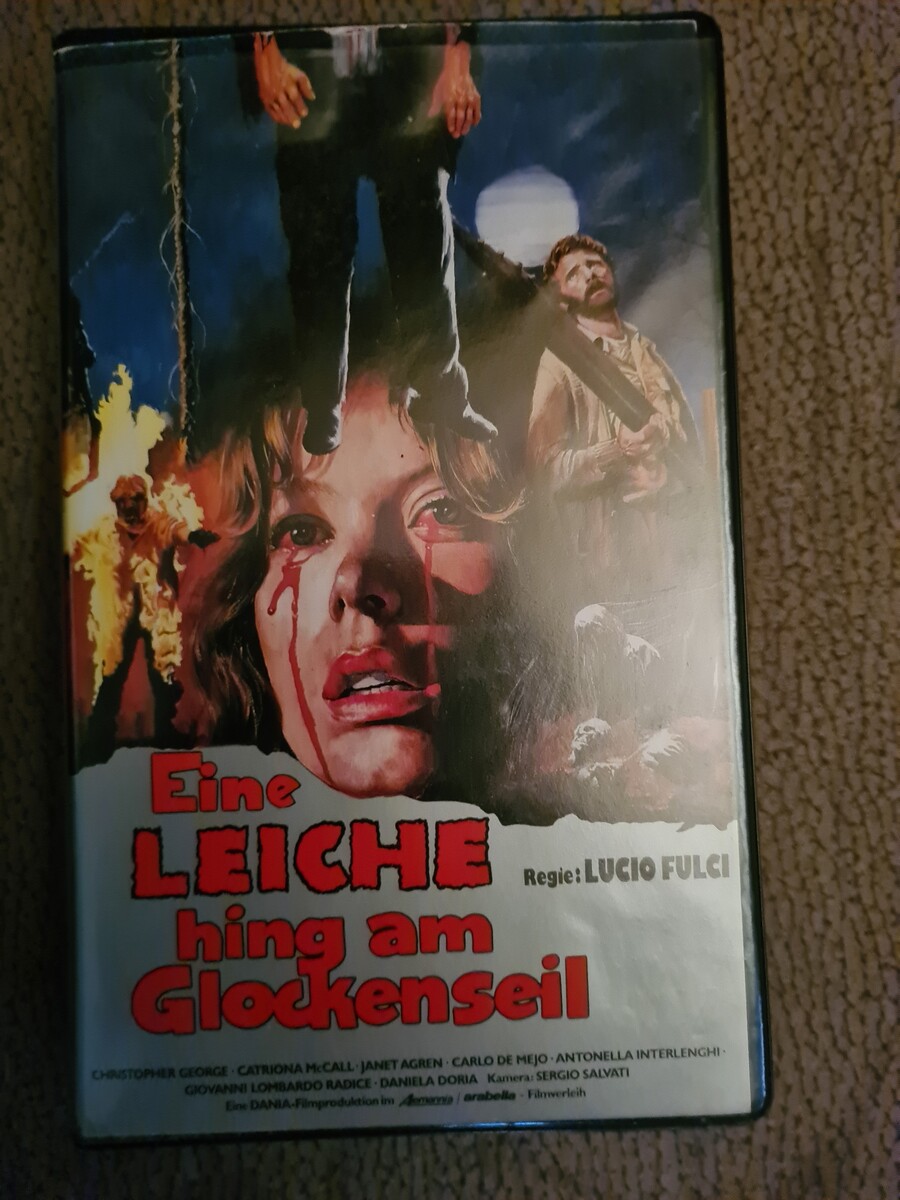 Eine
LEICHE
hing am
Glockenseil
Regie: LUCIO FULCI
CHRISTOPHER GEORGE · CATRIONA McCALL · JANET AGREN · CARLO DE MEJO · ANTONELLA INTERLENGHI ·
GIOVANNI LOMBARDO RADICE · DANIELA DORIA Kamera: SERGIO SALVATI
Eine DANIA-Filmproduktion im Alemannia / arabella - Filmverleih